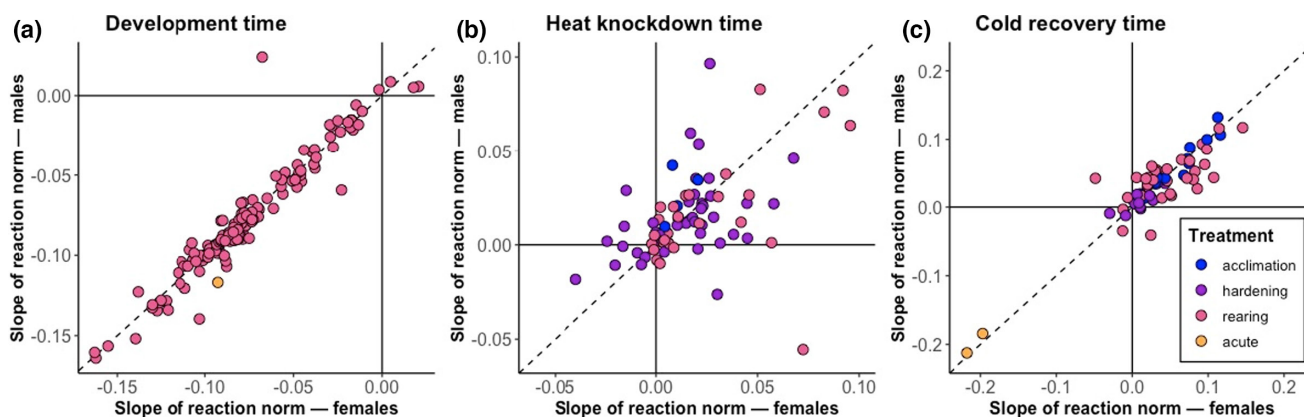 (a) Development time
Slope of reaction norm — males
0.00
-0.05
-0.10
-0.15
-0.15 -0.10 -0.05 0.00
Slope of reaction norm — females
(b) Heat knockdown time
Slope of reaction norm — males
0.10
0.05
0.00
-0.05
-0.05 0.00 0.05 0.10
Slope of reaction norm — females
(c) Cold recovery time
Slope of reaction norm — males
0.2
0.1
0.0
-0.1
-0.2
-0.2 -0.1 0.0 0.1 0.2
Slope of reaction norm — females
Treatment
acclimation
hardening
rearing
acute